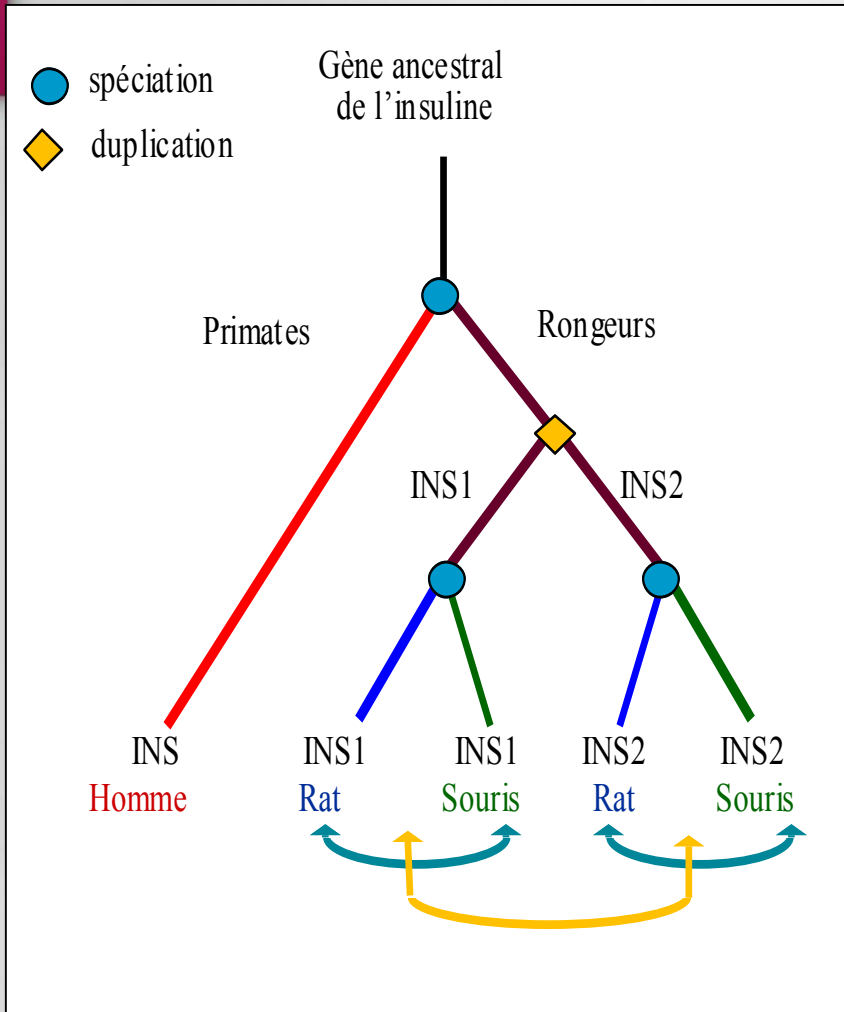 spéciation
duplication
Gène ancestral
de l’insuline
Primates
Rongeurs
INS1
INS2
INS INS1 INS1 INS2 INS2
Homme Rat Souris Rat Souris